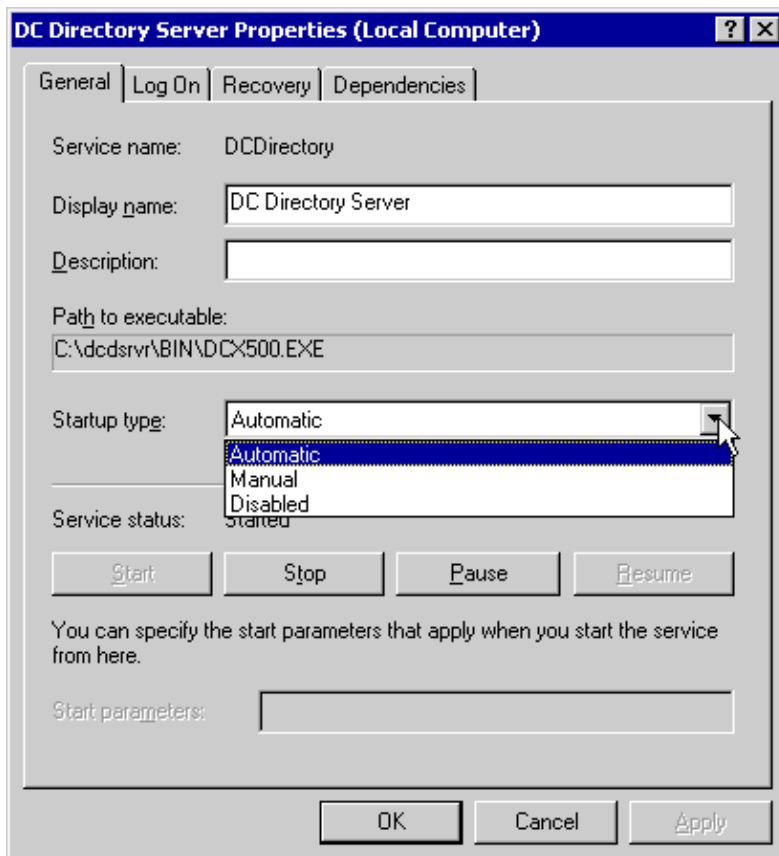 DC Directory Server Properties (Local Computer)
General Log On Recovery Dependencies
Service name: DCDirectory
Display name: DC Directory Server
Description:
Path to executable:
C:\dcdsrvr\BIN\DCX500.EXE
Startup type: Automatic
Automatic
Manual
Disabled
Service status: Started
Start Stop Pause Resume
You can specify the start parameters that apply when you start the service
from here.
Start parameters:
OK Cancel Apply